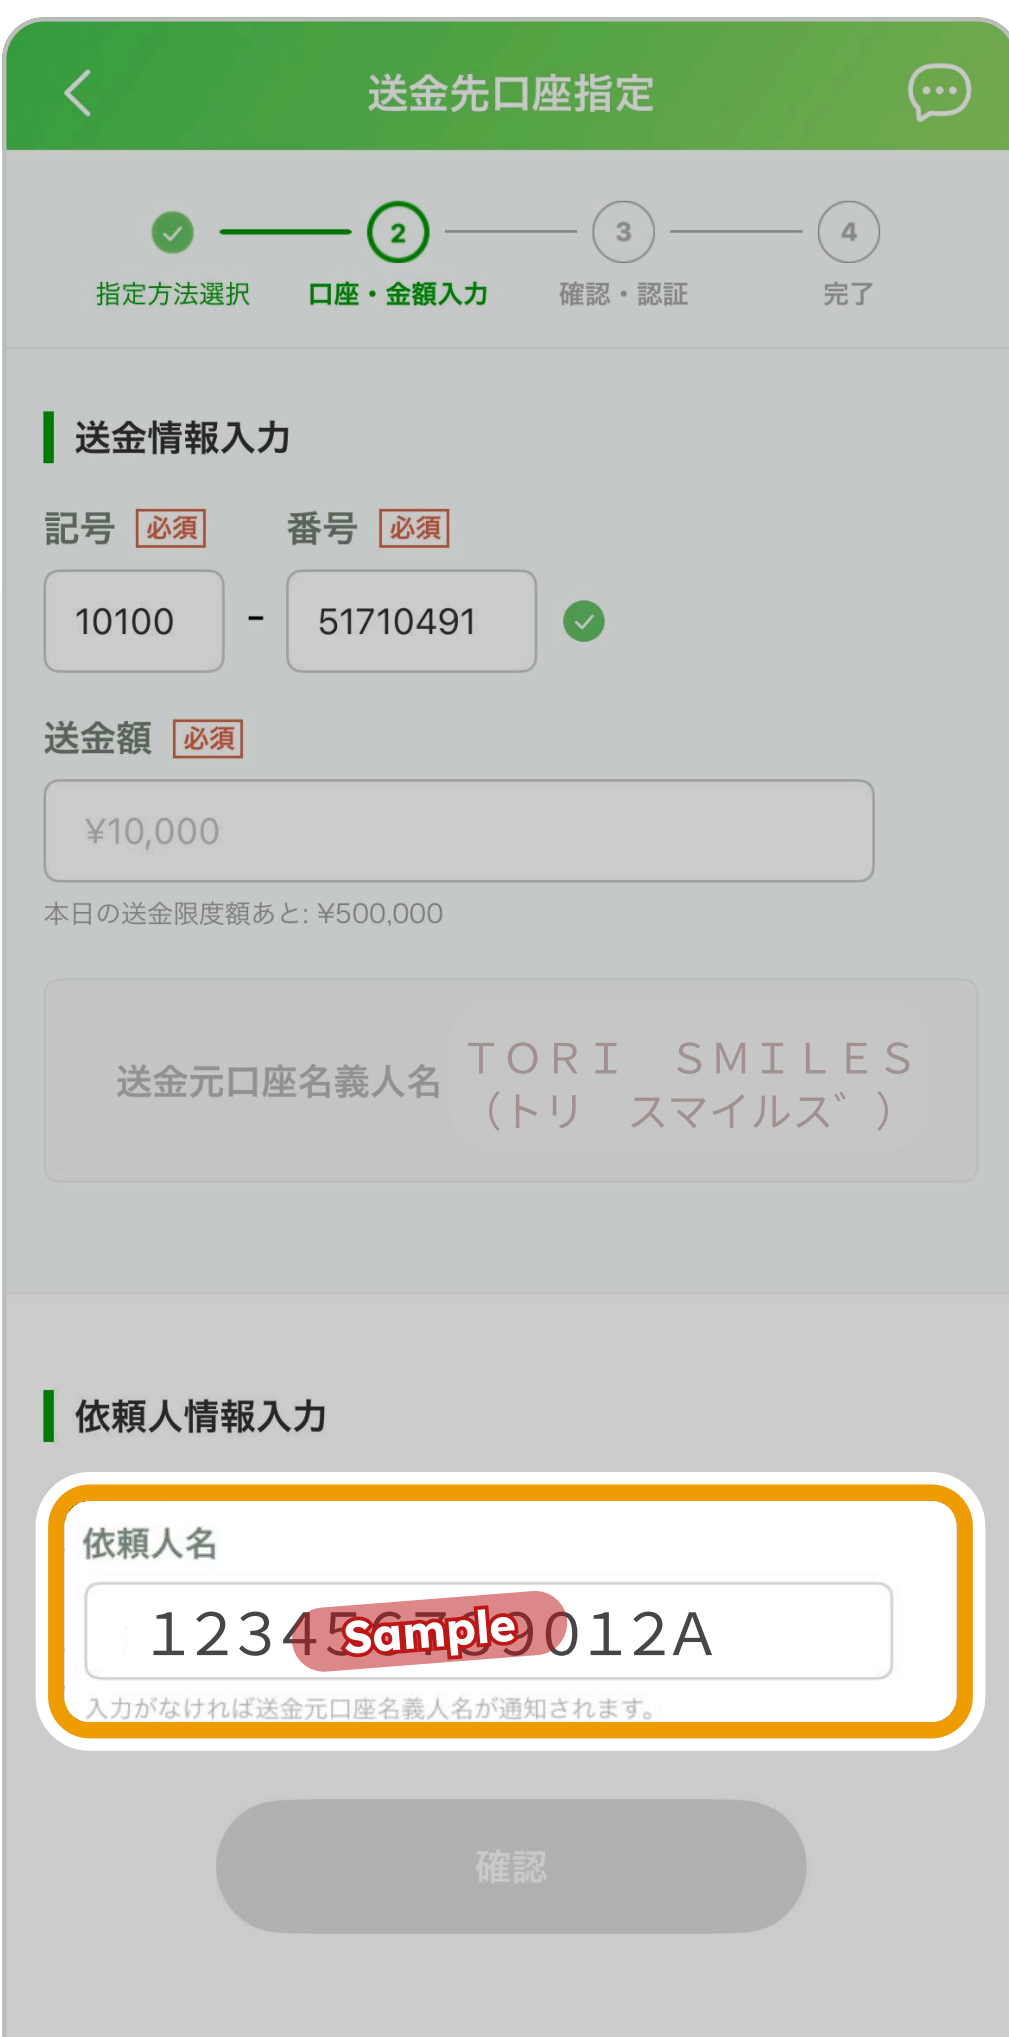 送金先口座指定
2
3
4
指定方法選択
口座・金額入力
確認・認証
完了
送金情報入力
記号 必須 番号 必須
10100 - 51710491
送金額 必須
¥10,000
本日の送金限度額あと: ¥500,000
送金元口座名義人名
ＴＯＲＩ　ＳＭＩＬＥＳ
（トリ　スマイルズ）
依頼人情報入力
依頼人名
１２３４５６７８９０１２Ａ
Sample
入力がなければ送金元口座名義人名が通知されます。
確認